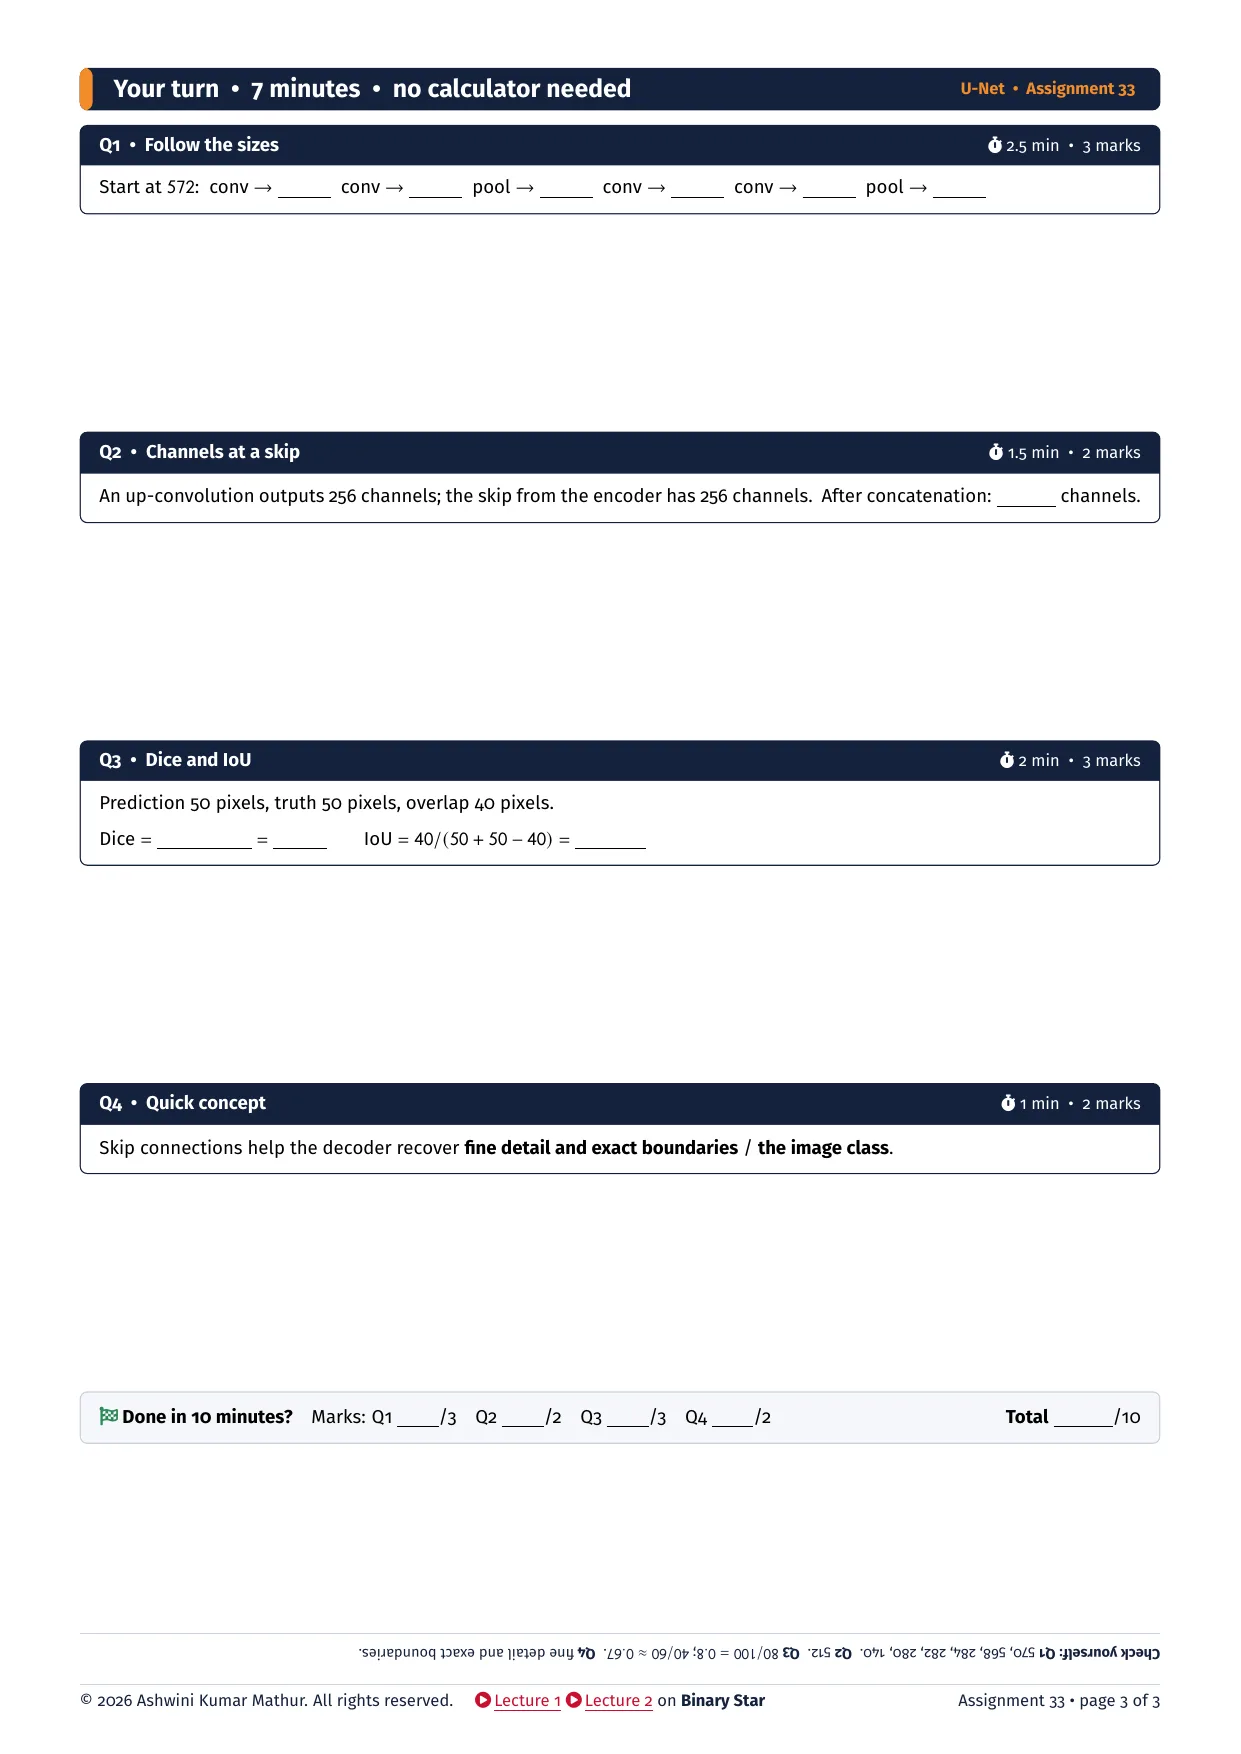 Your turn • 7 minutes • no calculator needed
U-Net • Assignment 33
Q1 • Follow the sizes
2.5 min • 3 marks
Start at 572: conv → _____ conv → _____ pool → _____ conv → _____ conv → _____ pool → _____
Q2 • Channels at a skip
1.5 min • 2 marks
An up-convolution outputs 256 channels; the skip from the encoder has 256 channels. After concatenation: ______ channels.
Q3 • Dice and IoU
2 min • 3 marks
Prediction 50 pixels, truth 50 pixels, overlap 40 pixels.
Dice = _________ = _____ IoU = 40/(50 + 50 − 40) = _______
Q4 • Quick concept
1 min • 2 marks
Skip connections help the decoder recover fine detail and exact boundaries / the image class.
Done in 10 minutes? Marks: Q1 ____/3 Q2 ____/2 Q3 ____/3 Q4 ____/2 Total ______/10
Check yourself: Q1 570, 568, 284, 282, 280, 140. Q2 512. Q3 80/100 = 0.8; 40/60 ≈ 0.67. Q4 fine detail and exact boundaries.
© 2026 Ashwini Kumar Mathur. All rights reserved. Lecture 1 Lecture 2 on Binary Star
Assignment 33 • page 3 of 3